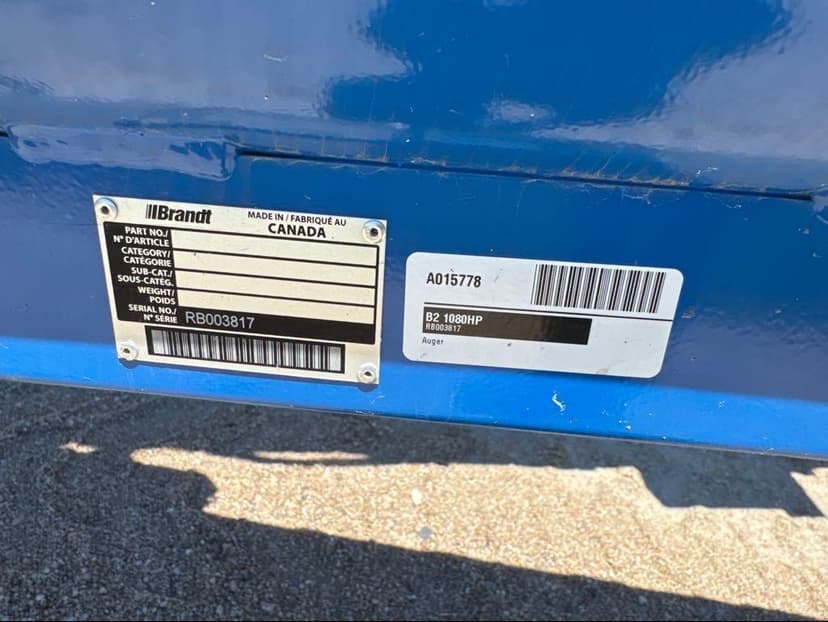 Brandt
MADE IN / FABRIQUÉ AU
CANADA
PART NO./
N° D'ARTICLE
CATEGORY/
CATÉGORIE
SUB-CAT./
SOUS-CATÉG.
WEIGHT/
POIDS
SERIAL NO./
N° SÉRIE
RB003817
A015778
B2 1080HP
RB003817
Auger